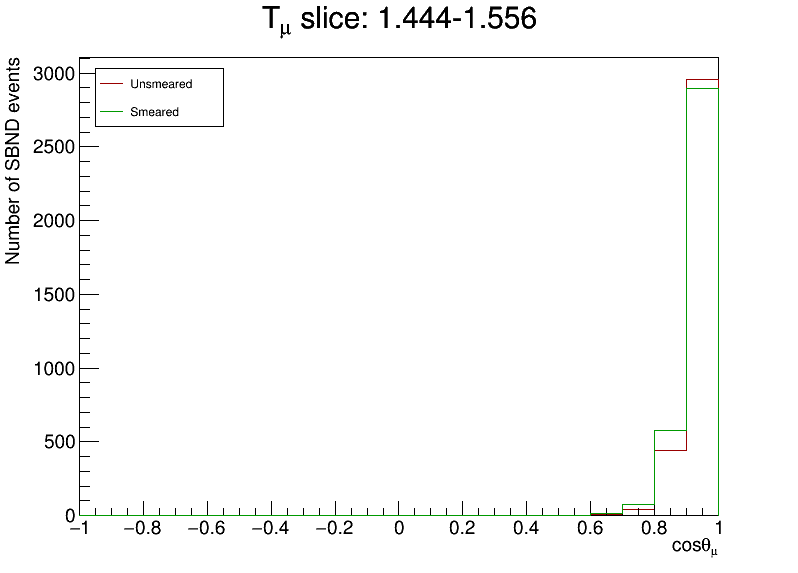 Tμ slice: 1.444-1.556
Number of SBND events
3000
2500
2000
1500
1000
500
0
Unsmeared
Smeared
−1 −0.8 −0.6 −0.4 −0.2 0 0.2 0.4 0.6 0.8 1
cosθμ